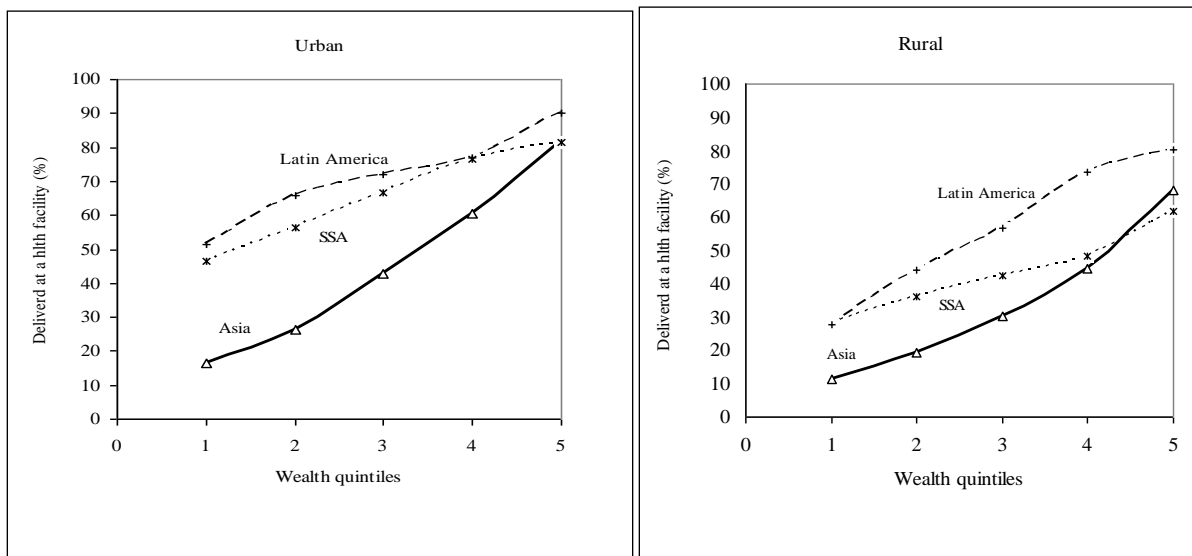 Urban
Deliverd at a hlth facility (%)
100
90
80
70
60
50
40
30
20
10
0
0 1 2 3 4 5
Latin America
SSA
Asia
Wealth quintiles
Rural
Deliverd at a hlth facility (%)
100
90
80
70
60
50
40
30
20
10
0
0 1 2 3 4 5
Latin America
SSA
Asia
Wealth quintiles